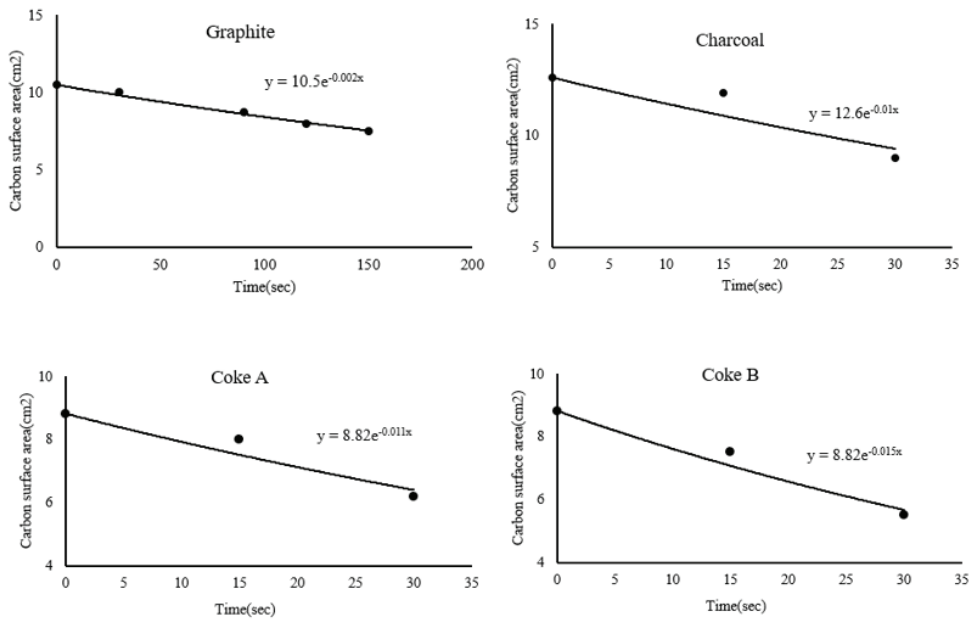 Graphite
y = 10.5e-0.002x
Carbon surface area(cm2)
15
10
5
0
0 50 100 150 200
Time(sec)
Charcoal
y = 12.6e-0.01x
Carbon surface area(cm2)
15
10
5
0 5 10 15 20 25 30 35
Time(sec)
Coke A
y = 8.82e-0.011x
Carbon surface area(cm2)
10
8
6
4
0 5 10 15 20 25 30 35
Time(sec)
Coke B
y = 8.82e-0.015x
Carbon surface area(cm2)
10
8
6
4
0 5 10 15 20 25 30 35
Time(sec)